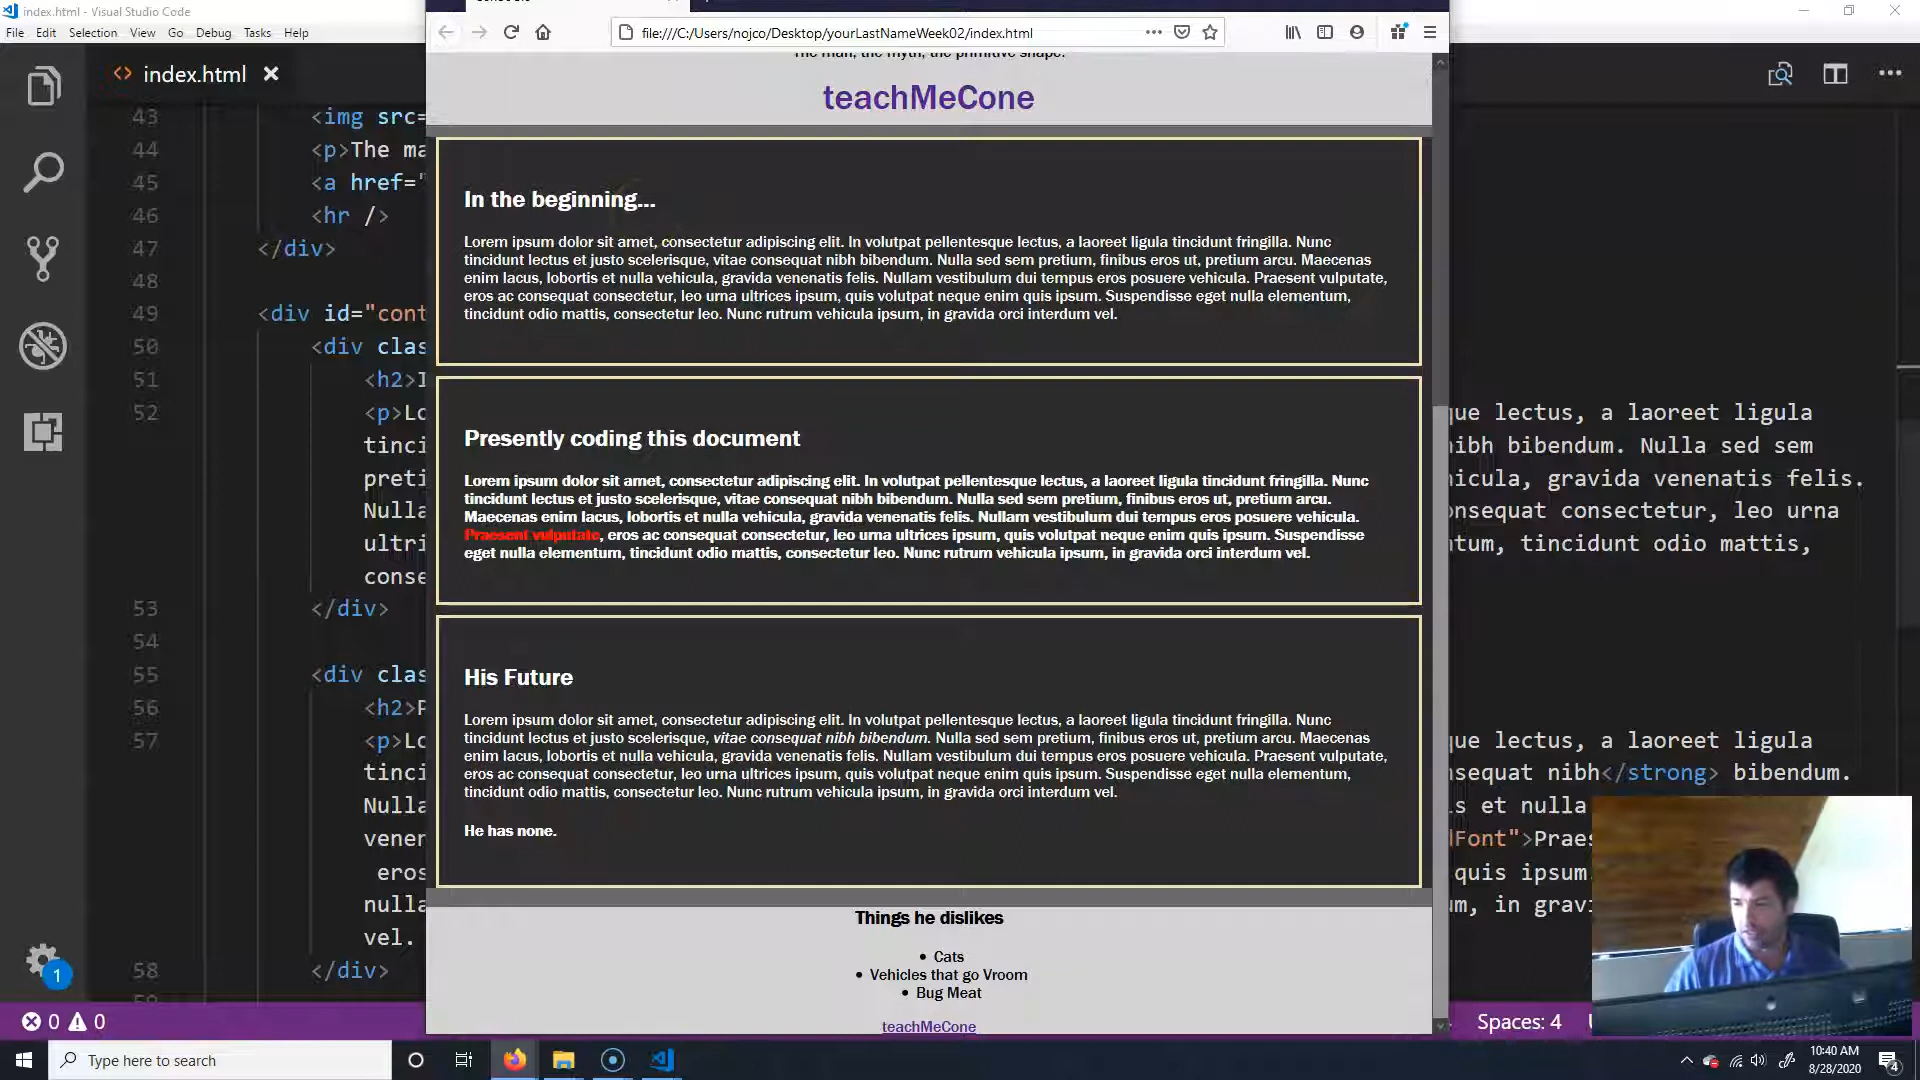 index.html - Visual Studio Code
File Edit Selection View Go Debug Tasks Help
file:///C:/Users/nojco/Desktop/yourLastNameWeek02/index.html
index.html
The man, the myth, the primitive shape.
teachMeCone
43 <img src=
44 <p>The ma
45 <a href="
46 <hr />
47 </div>
48
49 <div id="cont
50 <div clas
51 <h2>I
52 <p>Lo
tinci
preti
Nulla
ultri
conse
53 </div>
54
55 <div clas
56 <h2>P
57 <p>Lo
tinci
Nulla
vener
eros
nulla
vel.
58 </div>
In the beginning...
Lorem ipsum dolor sit amet, consectetur adipiscing elit. In volutpat pellentesque lectus, a laoreet ligula tincidunt fringilla. Nunc
tincidunt lectus et justo scelerisque, vitae consequat nibh bibendum. Nulla sed sem pretium, finibus eros ut, pretium arcu. Maecenas
enim lacus, lobortis et nulla vehicula, gravida venenatis felis. Nullam vestibulum dui tempus eros posuere vehicula. Praesent vulputate,
eros ac consequat consectetur, leo urna ultrices ipsum, quis volutpat neque enim quis ipsum. Suspendisse eget nulla elementum,
tincidunt odio mattis, consectetur leo. Nunc rutrum vehicula ipsum, in gravida orci interdum vel.
Presently coding this document
Lorem ipsum dolor sit amet, consectetur adipiscing elit. In volutpat pellentesque lectus, a laoreet ligula tincidunt fringilla. Nunc
tincidunt lectus et justo scelerisque, vitae consequat nibh bibendum. Nulla sed sem pretium, finibus eros ut, pretium arcu.
Maecenas enim lacus, lobortis et nulla vehicula, gravida venenatis felis. Nullam vestibulum dui tempus eros posuere vehicula.
Praesent vulputate, eros ac consequat consectetur, leo urna ultrices ipsum, quis volutpat neque enim quis ipsum. Suspendisse
eget nulla elementum, tincidunt odio mattis, consectetur leo. Nunc rutrum vehicula ipsum, in gravida orci interdum vel.
His Future
Lorem ipsum dolor sit amet, consectetur adipiscing elit. In volutpat pellentesque lectus, a laoreet ligula tincidunt fringilla. Nunc
tincidunt lectus et justo scelerisque, vitae consequat nibh bibendum. Nulla sed sem pretium, finibus eros ut, pretium arcu. Maecenas
enim lacus, lobortis et nulla vehicula, gravida venenatis felis. Nullam vestibulum dui tempus eros posuere vehicula. Praesent vulputate,
eros ac consequat consectetur, leo urna ultrices ipsum, quis volutpat neque enim quis ipsum. Suspendisse eget nulla elementum,
tincidunt odio mattis, consectetur leo. Nunc rutrum vehicula ipsum, in gravida orci interdum vel.
He has none.
Things he dislikes
• Cats
• Vehicles that go Vroom
• Bug Meat
teachMeCone
ue lectus, a laoreet ligula
ibh bibendum. Nulla sed sem
icula, gravida venenatis felis.
onsequat consectetur, leo urna
tum, tincidunt odio mattis,
ue lectus, a laoreet ligula
nsequat nibh</strong> bibendum.
s et nulla
dFont">Praes
quis ipsum.
um, in gravi
0 0
Spaces: 4
1
Type here to search
10:40 AM
8/28/2020
4